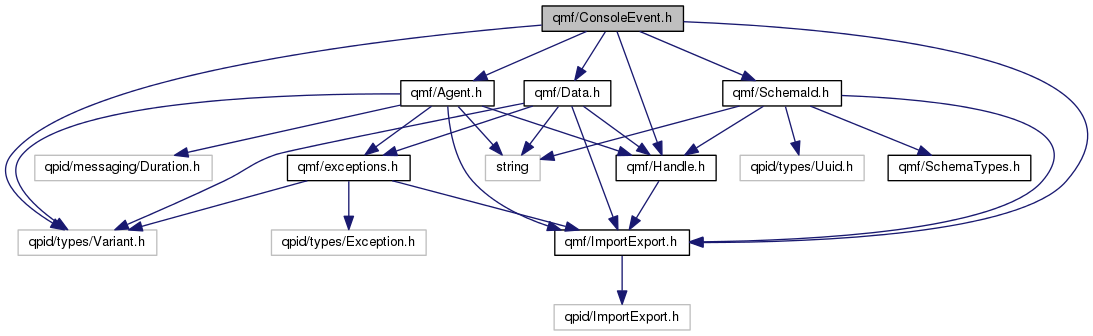 qmf/ConsoleEvent.h
qmf/Agent.h
qmf/Data.h
qmf/SchemaId.h
qpid/messaging/Duration.h
qmf/exceptions.h
string
qmf/Handle.h
qpid/types/Uuid.h
qmf/SchemaTypes.h
qpid/types/Variant.h
qpid/types/Exception.h
qmf/ImportExport.h
qpid/ImportExport.h